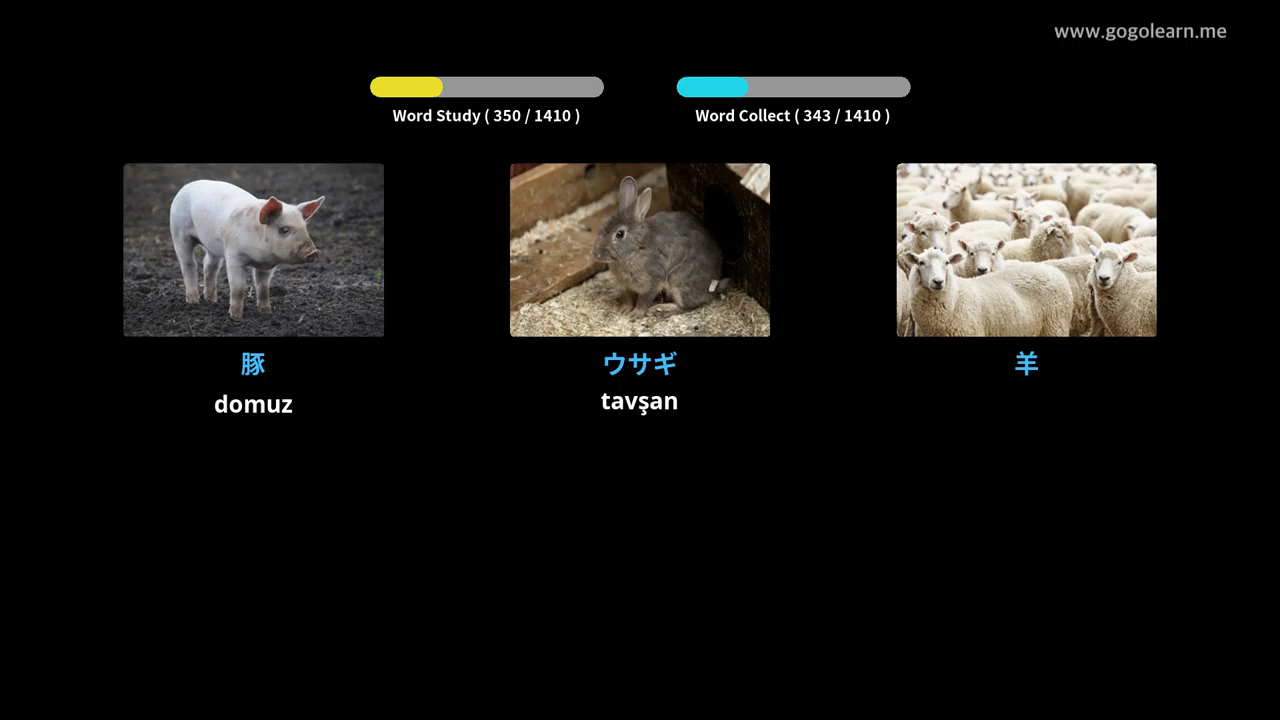 www.gogolearn.me
Word Study ( 350 / 1410 )
Word Collect ( 343 / 1410 )
豚
ウサギ
羊
domuz
tavşan